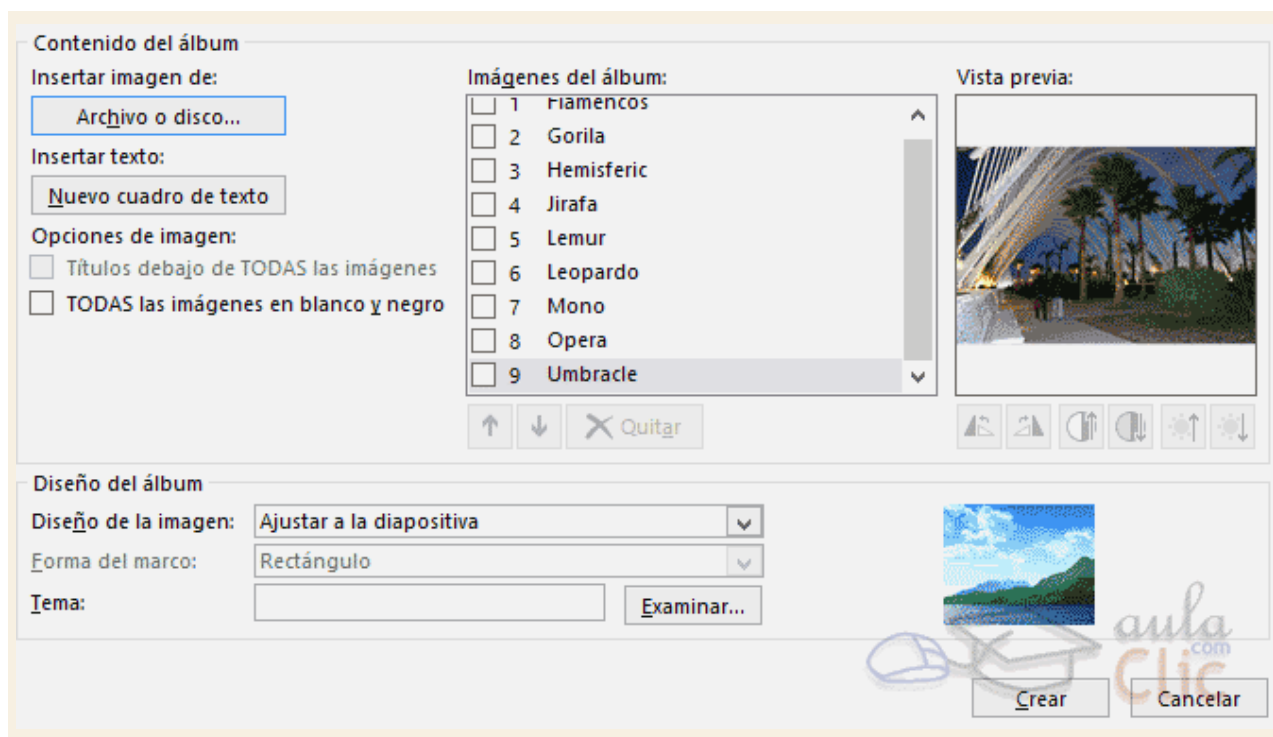 Contenido del álbum
Insertar imagen de:
Archivo o disco...
Insertar texto:
Nuevo cuadro de texto
Opciones de imagen:
Títulos debajo de TODAS las imágenes
TODAS las imágenes en blanco y negro
Imágenes del álbum:
1 Flamencos
2 Gorila
3 Hemisferic
4 Jirafa
5 Lemur
6 Leopardo
7 Mono
8 Opera
9 Umbracle
Quitar
Vista previa:
Diseño del álbum
Diseño de la imagen: Ajustar a la diapositiva
Forma del marco: Rectángulo
Tema:
Examinar...
aula
com
Clic
Crear
Cancelar